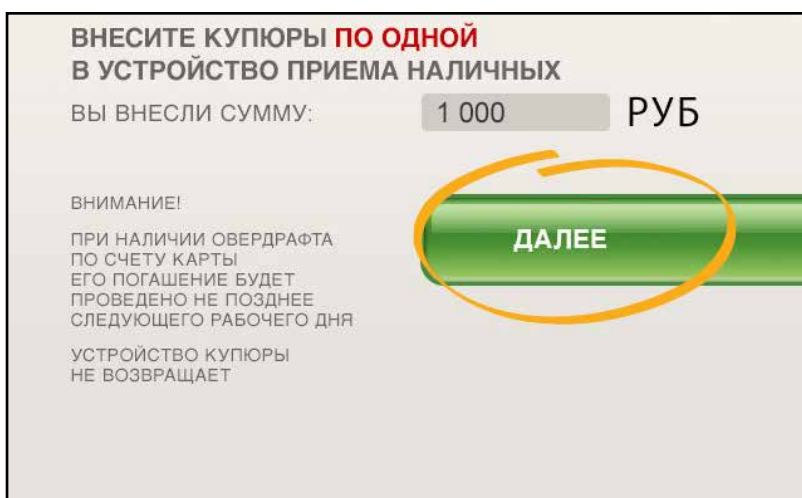 ВНЕСИТЕ КУПЮРЫ ПО ОДНОЙ
В УСТРОЙСТВО ПРИЕМА НАЛИЧНЫХ
ВЫ ВНЕСЛИ СУММУ: 1 000 РУБ
ВНИМАНИЕ!
ПРИ НАЛИЧИИ ОВЕРДРАФТА
ПО СЧЕТУ КАРТЫ
ЕГО ПОГАШЕНИЕ БУДЕТ
ПРОВЕДЕНО НЕ ПОЗДНЕЕ
СЛЕДУЮЩЕГО РАБОЧЕГО ДНЯ
УСТРОЙСТВО КУПЮРЫ
НЕ ВОЗВРАЩАЕТ
ДАЛЕЕ